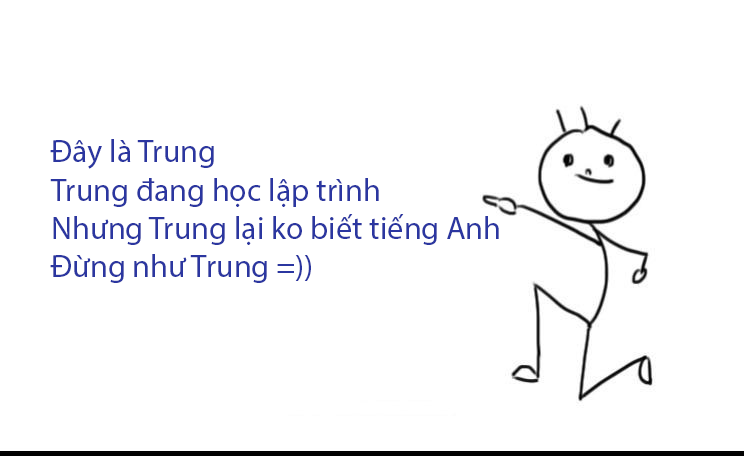 Đây là Trung
Trung đang học lập trình
Nhưng Trung lại ko biết tiếng Anh
Đừng như Trung =))